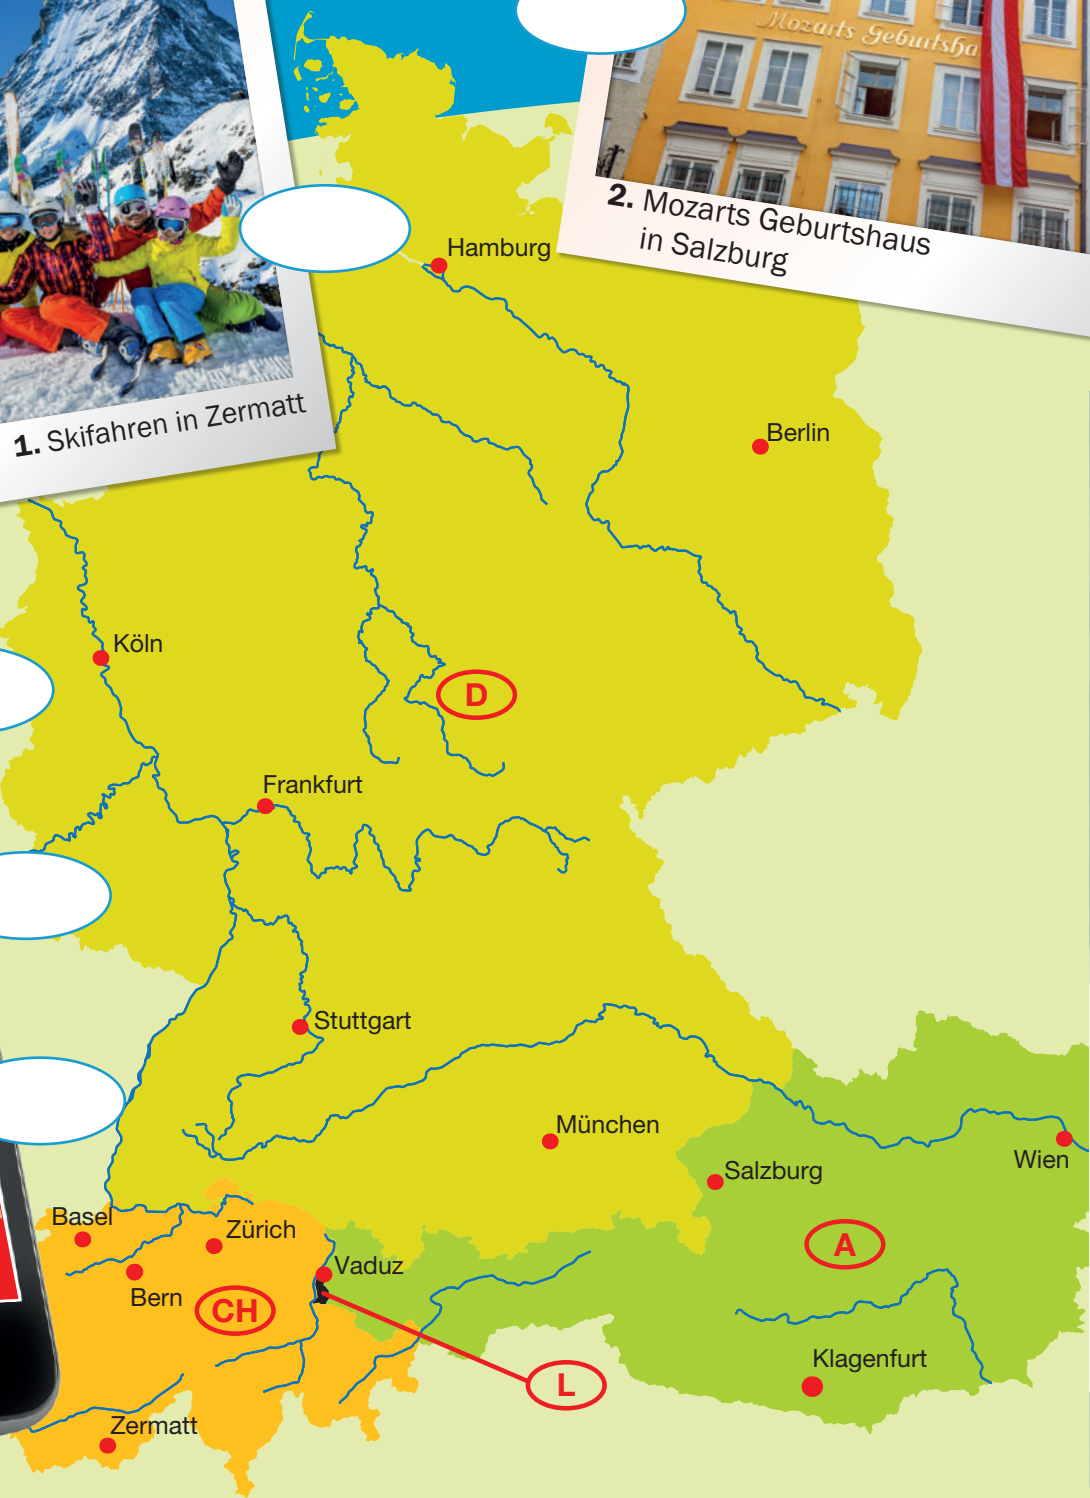 Mozarts Geburtsha
2. Mozarts Geburtshaus
in Salzburg
Hamburg
1. Skifahren in Zermatt
Berlin
Köln
D
Frankfurt
Stuttgart
München
Salzburg
Wien
Basel
Zürich
A
Vaduz
Bern
CH
Klagenfurt
L
Zermatt